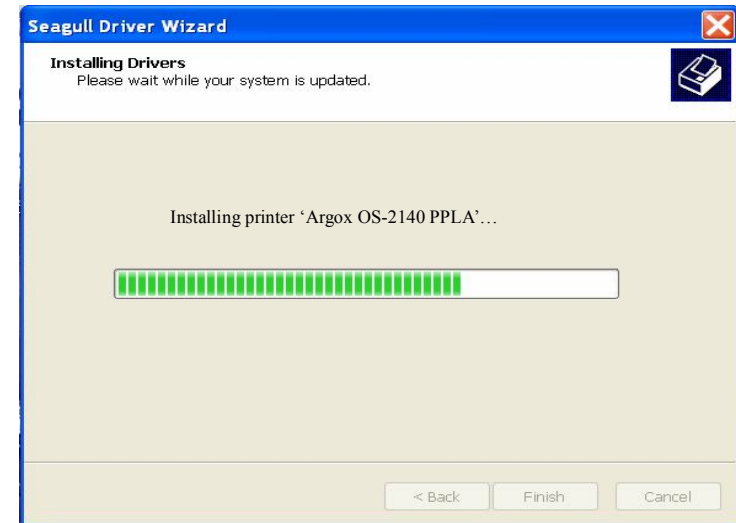 Seagull Driver Wizard
Installing Drivers
Please wait while your system is updated.
Installing printer ‘Argox OS-2140 PPLA’…
< Back Finish Cancel